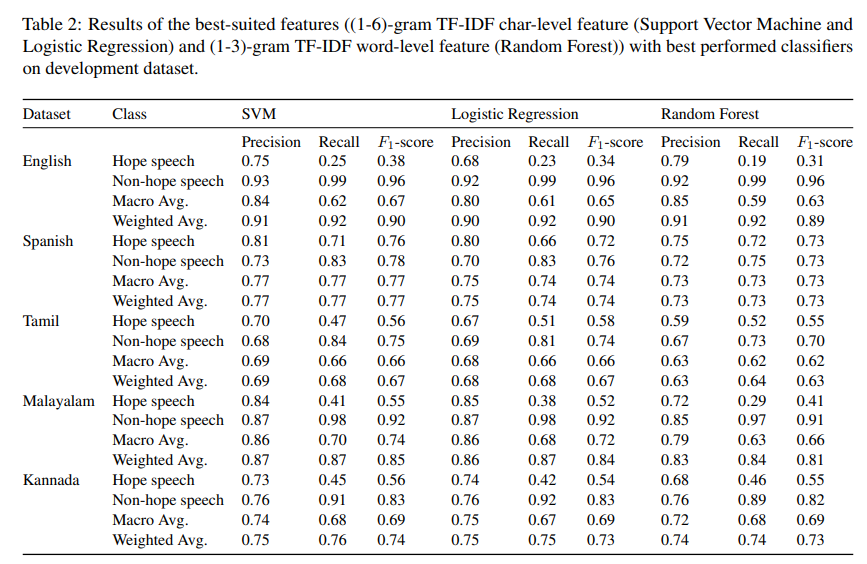 Table 2: Results of the best-suited features ((1-6)-gram TF-IDF char-level feature (Support Vector Machine and
Logistic Regression) and (1-3)-gram TF-IDF word-level feature (Random Forest)) with best performed classifiers
on development dataset.
Dataset Class SVM Logistic Regression Random Forest
Precision Recall F1-score Precision Recall F1-score Precision Recall F1-score
English Hope speech 0.75 0.25 0.38 0.68 0.23 0.34 0.79 0.19 0.31
Non-hope speech 0.93 0.99 0.96 0.92 0.99 0.96 0.92 0.99 0.96
Macro Avg. 0.84 0.62 0.67 0.80 0.61 0.65 0.85 0.59 0.63
Weighted Avg. 0.91 0.92 0.90 0.90 0.92 0.90 0.91 0.92 0.89
Spanish Hope speech 0.81 0.71 0.76 0.80 0.66 0.72 0.75 0.72 0.73
Non-hope speech 0.73 0.83 0.78 0.70 0.83 0.76 0.72 0.75 0.73
Macro Avg. 0.77 0.77 0.77 0.75 0.74 0.74 0.73 0.73 0.73
Weighted Avg. 0.77 0.77 0.77 0.75 0.74 0.74 0.73 0.73 0.73
Tamil Hope speech 0.70 0.47 0.56 0.67 0.51 0.58 0.59 0.52 0.55
Non-hope speech 0.68 0.84 0.75 0.69 0.81 0.74 0.67 0.73 0.70
Macro Avg. 0.69 0.66 0.66 0.68 0.66 0.66 0.63 0.62 0.62
Weighted Avg. 0.69 0.68 0.67 0.68 0.68 0.67 0.63 0.64 0.63
Malayalam Hope speech 0.84 0.41 0.55 0.85 0.38 0.52 0.72 0.29 0.41
Non-hope speech 0.87 0.98 0.92 0.87 0.98 0.92 0.85 0.97 0.91
Macro Avg. 0.86 0.70 0.74 0.86 0.68 0.72 0.79 0.63 0.66
Weighted Avg. 0.87 0.87 0.85 0.86 0.87 0.84 0.83 0.84 0.81
Kannada Hope speech 0.73 0.45 0.56 0.74 0.42 0.54 0.68 0.46 0.55
Non-hope speech 0.76 0.91 0.83 0.76 0.92 0.83 0.76 0.89 0.82
Macro Avg. 0.74 0.68 0.69 0.75 0.67 0.69 0.72 0.68 0.69
Weighted Avg. 0.75 0.76 0.74 0.75 0.75 0.73 0.74 0.74 0.73